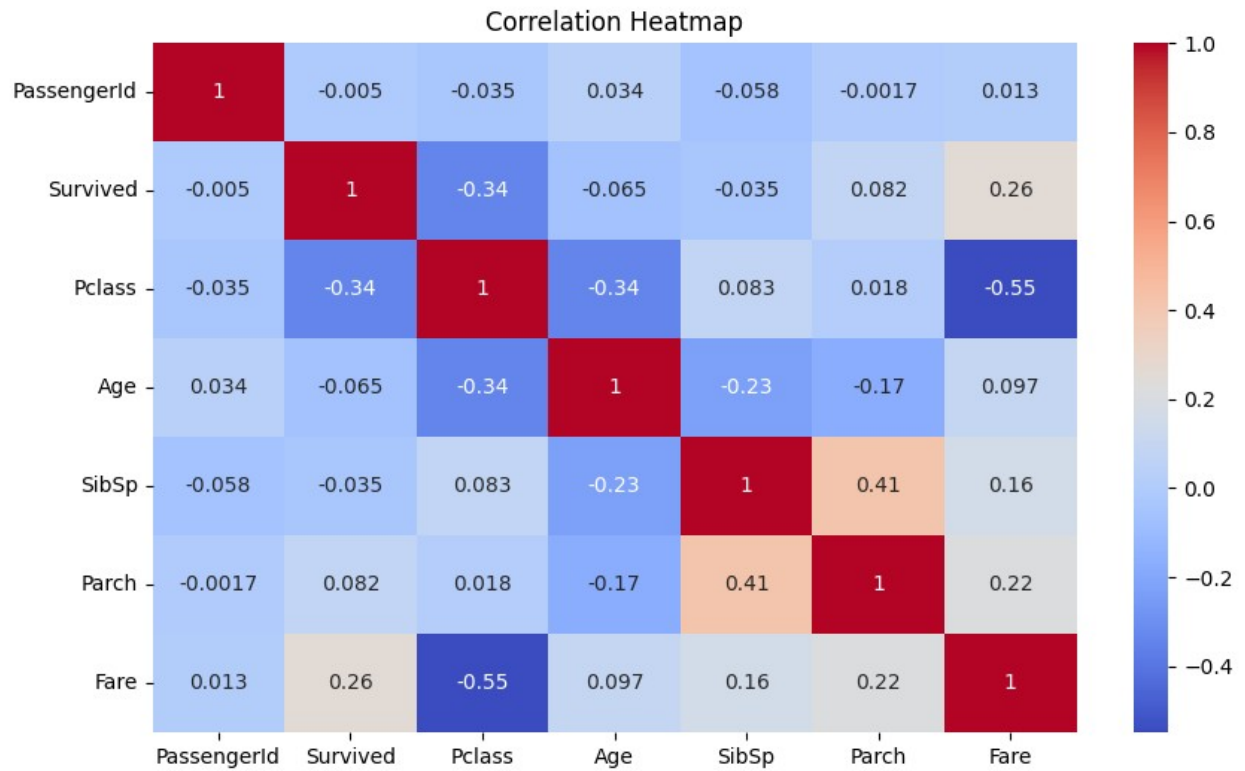 Correlation Heatmap
PassengerId 1 -0.005 -0.035 0.034 -0.058 -0.0017 0.013
Survived -0.005 1 -0.34 -0.065 -0.035 0.082 0.26
Pclass -0.035 -0.34 1 -0.34 0.083 0.018 -0.55
Age 0.034 -0.065 -0.34 1 -0.23 -0.17 0.097
SibSp -0.058 -0.035 0.083 -0.23 1 0.41 0.16
Parch -0.0017 0.082 0.018 -0.17 0.41 1 0.22
Fare 0.013 0.26 -0.55 0.097 0.16 0.22 1
PassengerId Survived Pclass Age SibSp Parch Fare
1.0
0.8
0.6
0.4
0.2
0.0
−0.2
−0.4